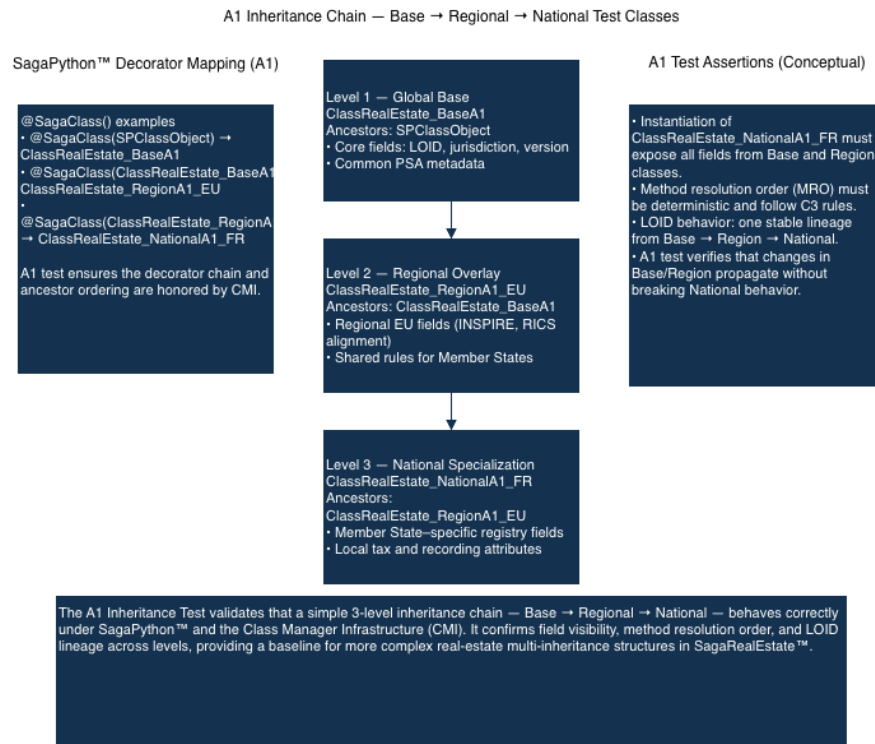 A1 Inheritance Chain — Base → Regional → National Test Classes
SagaPython™ Decorator Mapping (A1)
@SagaClass() examples
• @SagaClass(SPClassObject) →
ClassRealEstate_BaseA1
• @SagaClass(ClassRealEstate_BaseA1
ClassRealEstate_RegionA1_EU
•
@SagaClass(ClassRealEstate_RegionA
→ ClassRealEstate_NationalA1_FR
A1 test ensures the decorator chain and
ancestor ordering are honored by CMI.
Level 1 — Global Base
ClassRealEstate_BaseA1
Ancestors: SPClassObject
• Core fields: LOID, jurisdiction, version
• Common PSA metadata
Level 2 — Regional Overlay
ClassRealEstate_RegionA1_EU
Ancestors: ClassRealEstate_BaseA1
• Regional EU fields (INSPIRE, RICS
alignment)
• Shared rules for Member States
Level 3 — National Specialization
ClassRealEstate_NationalA1_FR
Ancestors:
ClassRealEstate_RegionA1_EU
• Member State–specific registry fields
• Local tax and recording attributes
A1 Test Assertions (Conceptual)
• Instantiation of
ClassRealEstate_NationalA1_FR must
expose all fields from Base and Region
classes.
• Method resolution order (MRO) must
be deterministic and follow C3 rules.
• LOID behavior: one stable lineage
from Base → Region → National.
• A1 test verifies that changes in
Base/Region propagate without
breaking National behavior.
The A1 Inheritance Test validates that a simple 3-level inheritance chain — Base → Regional → National — behaves correctly
under SagaPython™ and the Class Manager Infrastructure (CMI). It confirms field visibility, method resolution order, and LOID
lineage across levels, providing a baseline for more complex real-estate multi-inheritance structures in SagaRealEstate™.